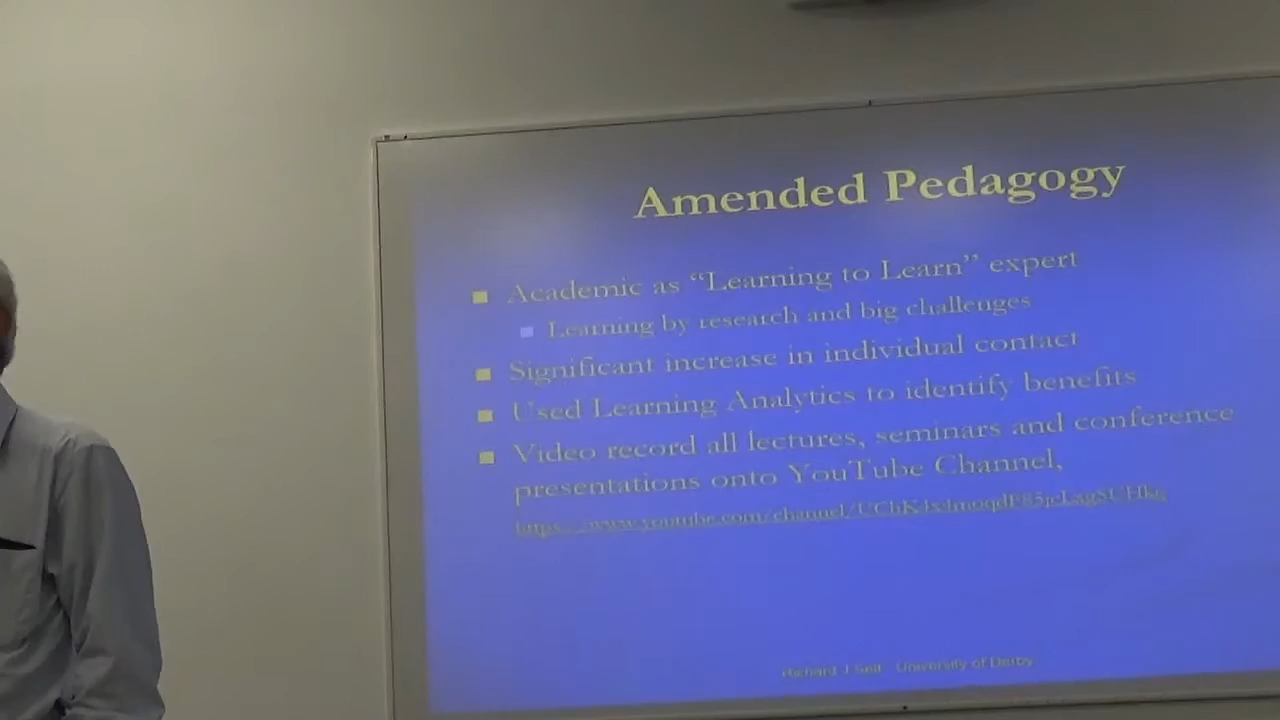 Amended Pedagogy
Academic as “Learning to Learn” expert
Learning by research and big challenges
Significant increase in individual contact
Used Learning Analytics to identify benefits
Video record all lectures, seminars and conference
presentations onto YouTube Channel,
Richard J Self University of Derby